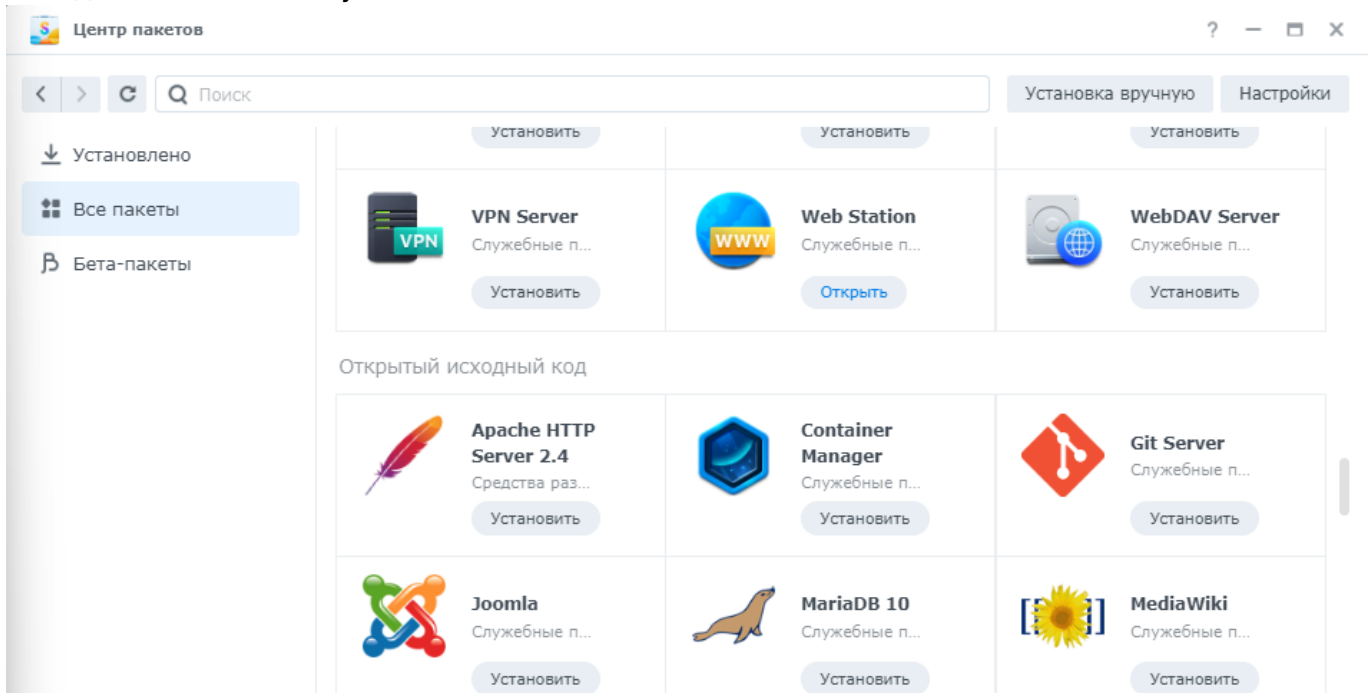 Центр пакетов
?
Поиск
Установка вручную
Настройки
Установлено
Все пакеты
Бета-пакеты
Установить
Установить
Установить
VPN
VPN Server
Служебные п...
Установить
WWW
Web Station
Служебные п...
Открыть
WebDAV Server
Служебные п...
Установить
Открытый исходный код
Apache HTTP
Server 2.4
Средства раз...
Установить
Container
Manager
Служебные п...
Установить
Git Server
Служебные п...
Установить
Joomla
Служебные п...
Установить
MariaDB 10
Служебные п...
Установить
[[ ]]
MediaWiki
Служебные п...
Установить